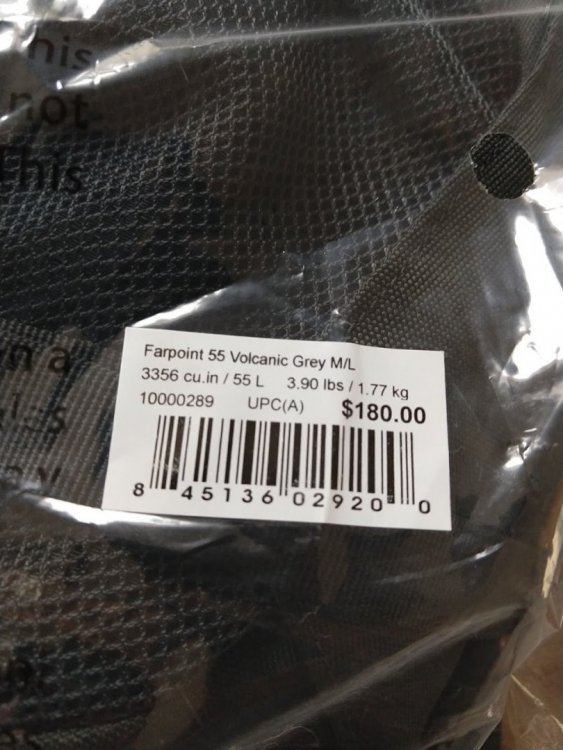 his
not
This
n a
Farpoint 55 Volcanic Grey M/L
3356 cu.in / 55 L 3.90 lbs / 1.77 kg
10000289 UPC(A) $180.00
8 45136 02920 0